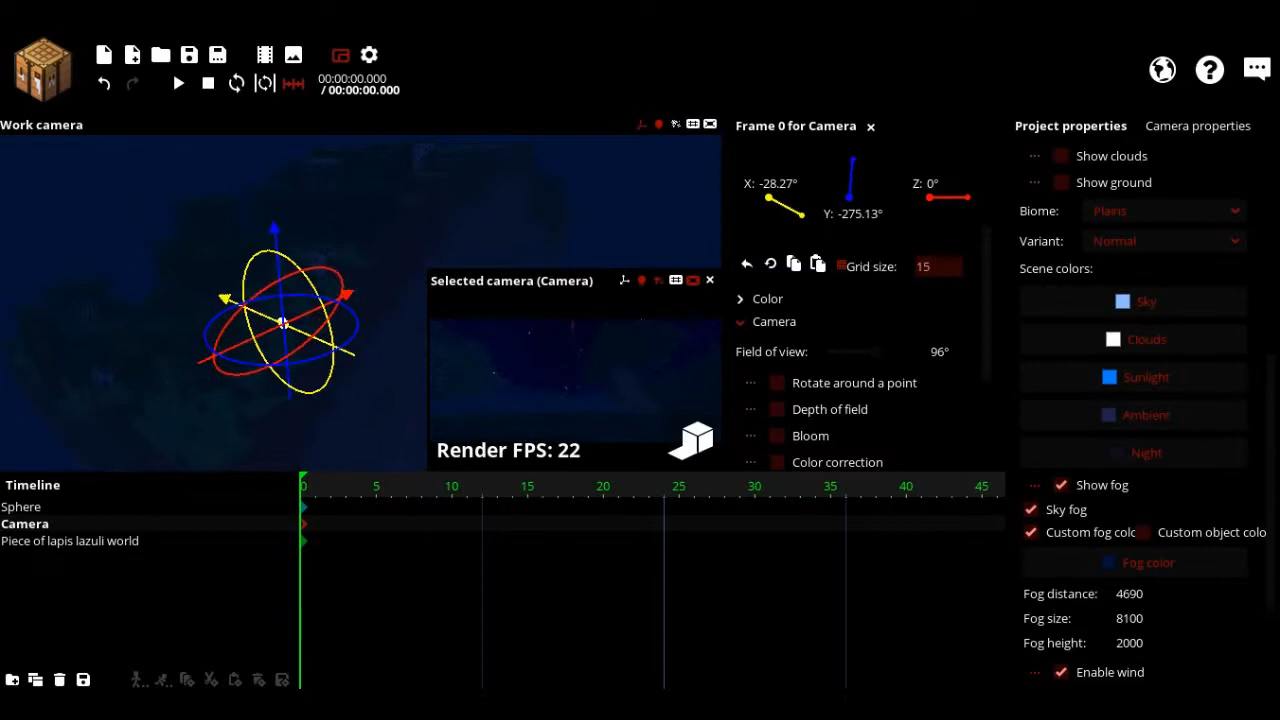 00:00:00.000
/ 00:00:00.000
Work camera
Frame 0 for Camera
X: -28.27°
Y: -275.13°
Z: 0°
Grid size: 15
Color
Camera
Field of view: 96°
Rotate around a point
Depth of field
Bloom
Color correction
Selected camera (Camera)
Render FPS: 22
Project properties
Camera properties
Show clouds
Show ground
Biome: Plains
Variant: Normal
Scene colors:
Sky
Clouds
Sunlight
Ambient
Night
Show fog
Sky fog
Custom fog colo
Custom object colo
Fog color
Fog distance: 4690
Fog size: 8100
Fog height: 2000
Enable wind
Timeline
0 5 10 15 20 25 30 35 40 45
Sphere
Camera
Piece of lapis lazuli world